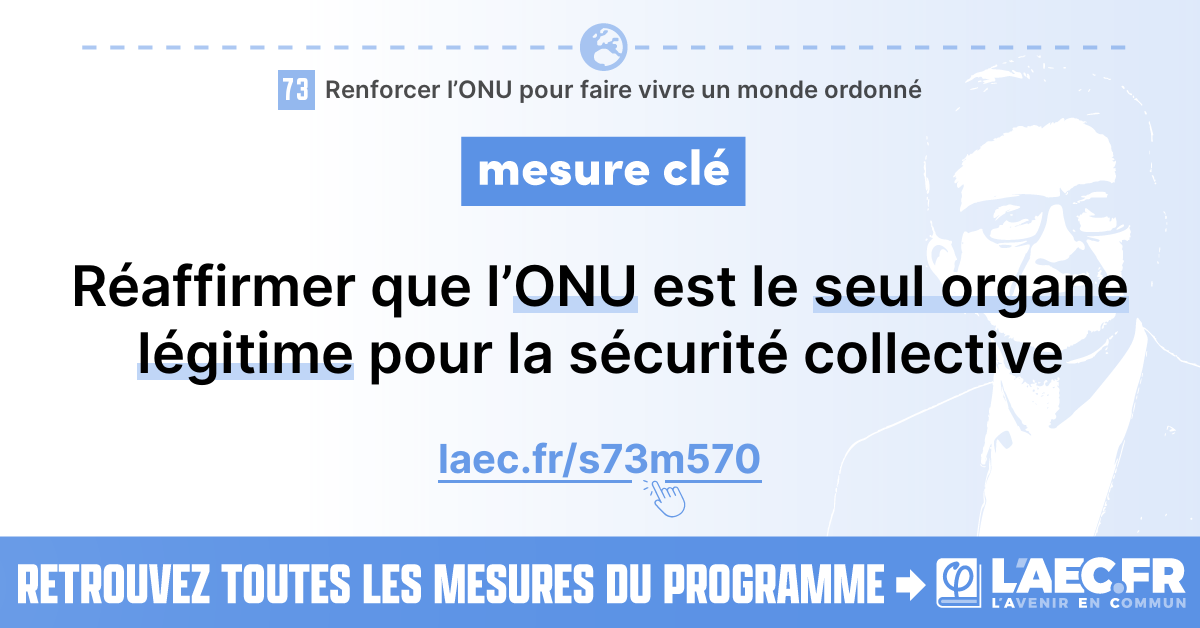 73 Renforcer l’ONU pour faire vivre un monde ordonné
mesure clé
Réaffirmer que l’ONU est le seul organe
légitime pour la sécurité collective
laec.fr/s73m570
RETROUVEZ TOUTES LES MESURES DU PROGRAMME
L'AEC.FR
L'AVENIR EN COMMUN